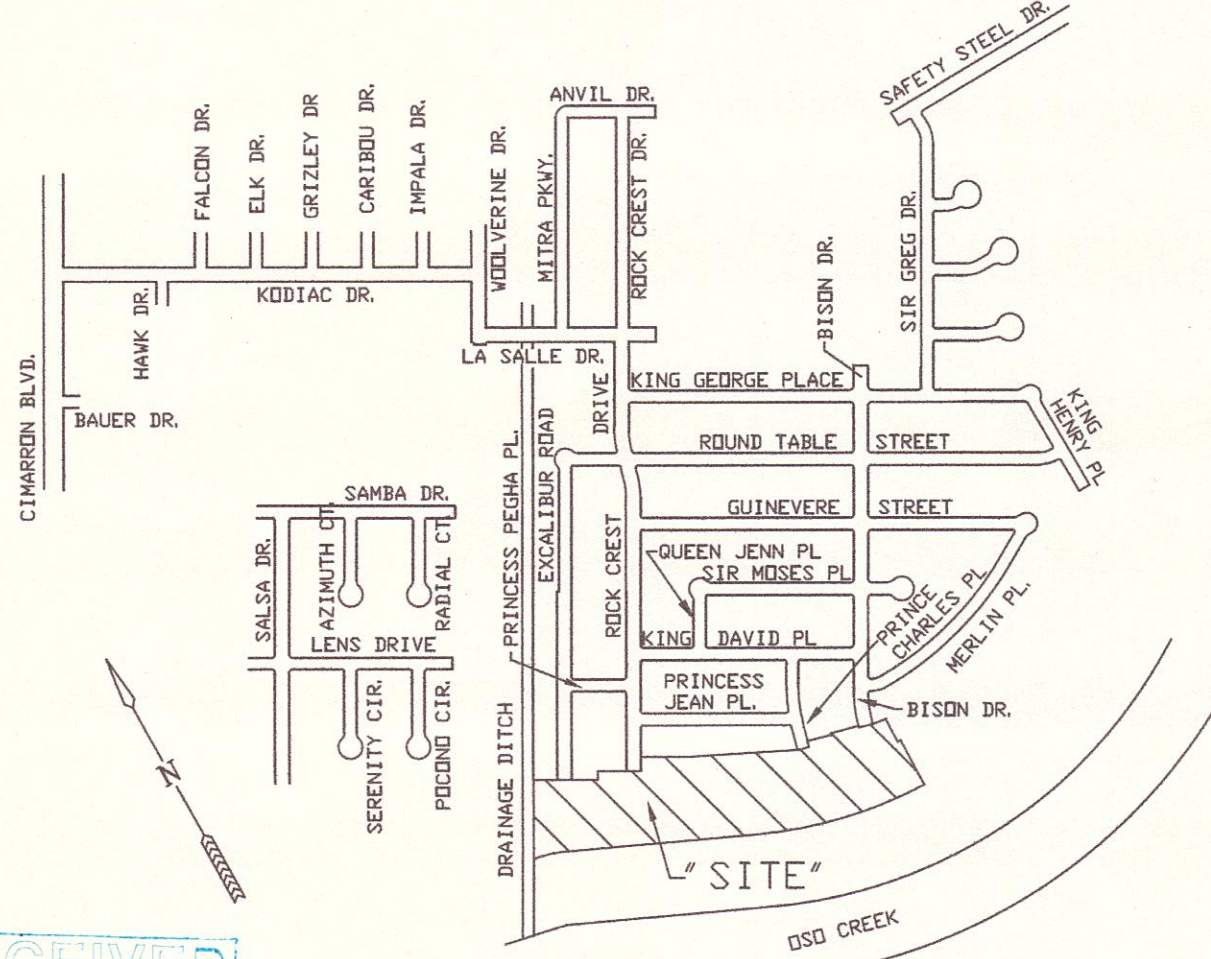 SAFETY STEEL DR.
ANVIL DR.
FALCON DR.
ELK DR.
GRIZLEY DR
CARIBOU DR.
IMPALA DR.
WOOLVERINE DR.
MITRA PKWY.
ROCK CREST DR.
SIR GREG DR.
BISON DR.
KODIAC DR.
HAWK DR.
CIMARRON BLVD.
BAUER DR.
LA SALLE DR.
KING GEORGE PLACE
KING
HENRY PL
ROCK CREST DRIVE
EXCALIBUR ROAD
PRINCESS PEGHA PL.
ROUND TABLE STREET
GUINEVERE STREET
SAMBA DR.
SALSA DR.
AZIMUTH CT.
RADIAL CT.
QUEEN JENN PL
SIR MOSES PL
PRINCE
CHARLES PL
MERLIN PL.
LENS DRIVE
KING DAVID PL
PRINCESS
JEAN PL.
BISON DR.
SERENITY CIR.
POCONO CIR.
DRAINAGE DITCH
N
"SITE"
OSO CREEK
CEIVED